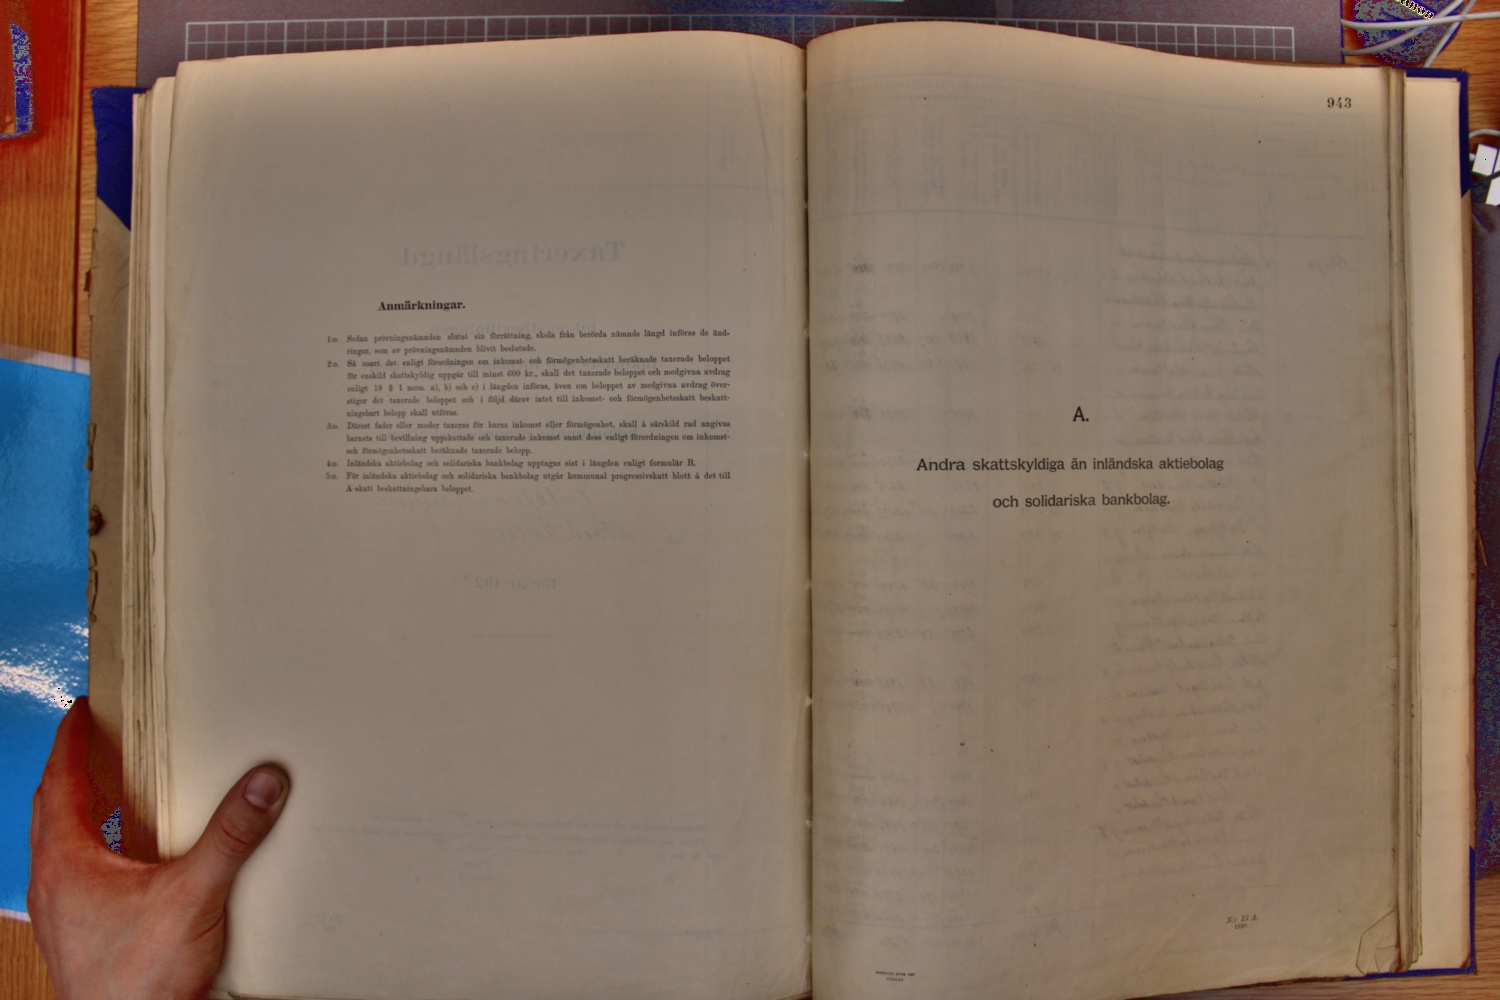 Anmärkningar.
1:o. Sedan prövningsnämnden slutat sin förrättning, skola från berörda nämnds längd införas de änd-
ringar, som av prövningsnämnden blivit beslutade.
2:o. Så snart det enligt förordningen om inkomst- och förmögenhetsskatt beräknade taxerade beloppet
för enskild skattskyldig uppgår till minst 600 kr., skall det taxerade beloppet och medgivna avdrag
enligt 18 § 1 mom. a), b) och c) i längden införas, även om beloppet av medgivna avdrag över-
stiger det taxerade beloppet och i följd därav intet till inkomst- och förmögenhetsskatt beskatt-
ningsbart belopp skall utföras.
3:o. Därest fader eller moder taxeras för barns inkomst eller förmögenhet, skall å särskild rad angivas
barnets till bevillning uppskattade och taxerade inkomst samt dess enligt förordningen om inkomst-
och förmögenhetsskatt beräknade taxerade belopp.
4:o. Inländska aktiebolag och solidariska bankbolag upptagas sist i längden enligt formulär B.
5:o. För inländska aktiebolag och solidariska bankbolag utgår kommunal progressivskatt blott å det till
A-skatt beskattningsbara beloppet.
943
A.
Andra skattskyldiga än inländska aktiebolag
och solidariska bankbolag.
N:r 12 A.